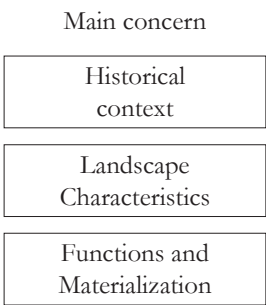 Main concern
Historical
context
Landscape
Characteristics
Functions and
Materialization